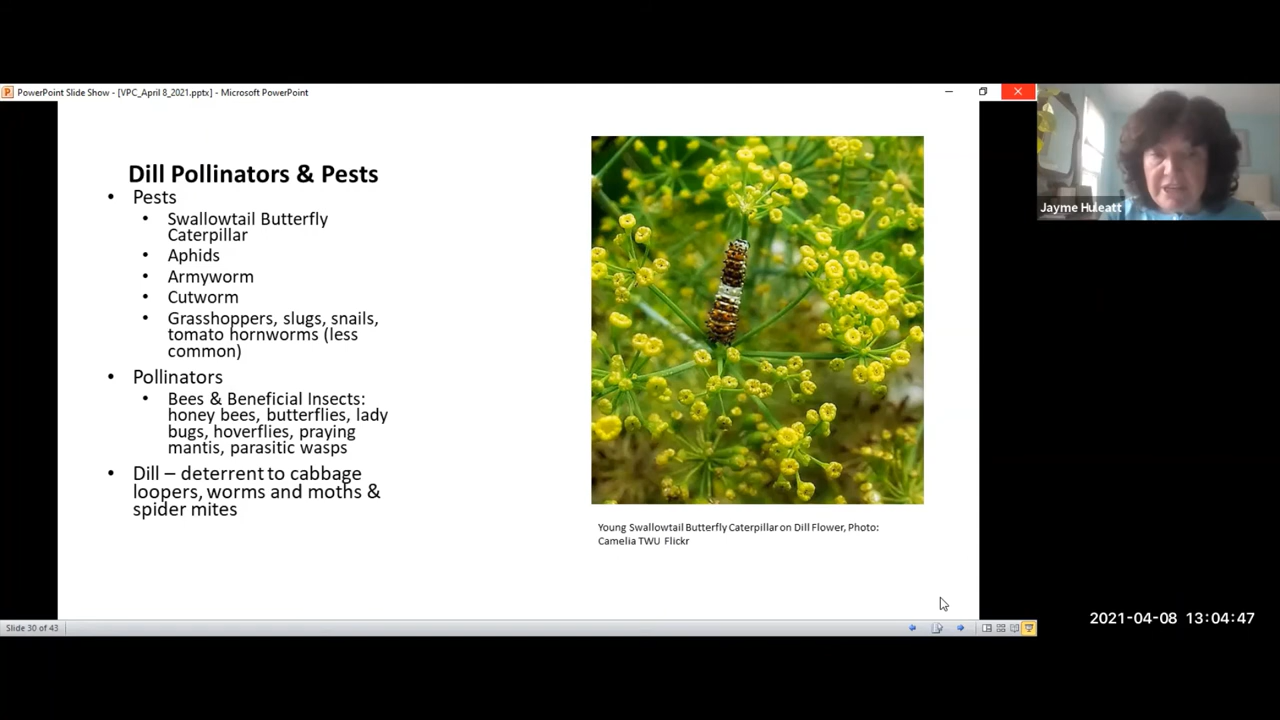 PowerPoint Slide Show - [VPC_April 8_2021.pptx] - Microsoft PowerPoint
Jayme Huleatt
Dill Pollinators & Pests
• Pests
• Swallowtail Butterfly
Caterpillar
• Aphids
• Armyworm
• Cutworm
• Grasshoppers, slugs, snails,
tomato hornworms (less
common)
• Pollinators
• Bees & Beneficial Insects:
honey bees, butterflies, lady
bugs, hoverflies, praying
mantis, parasitic wasps
• Dill – deterrent to cabbage
loopers, worms and moths &
spider mites
Young Swallowtail Butterfly Caterpillar on Dill Flower, Photo:
Camelia TWU Flickr
2021-04-08 13:04:47
Slide 30 of 43